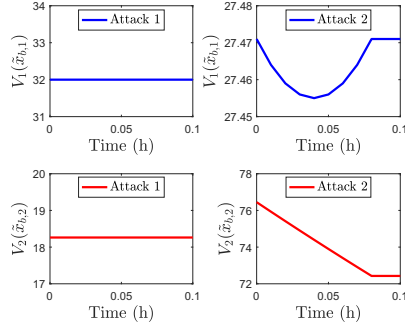 34
33
32
31
V₁(x̃_{b,1})
Attack 1
0
0.05
0.1
Time (h)
27.48
27.47
27.46
27.45
V₁(x̃_{b,1})
Attack 2
0
0.05
0.1
Time (h)
20
19
18
17
V₂(x̃_{b,2})
Attack 1
0
0.05
0.1
Time (h)
78
76
74
72
V₂(x̃_{b,2})
Attack 2
0
0.05
0.1
Time (h)